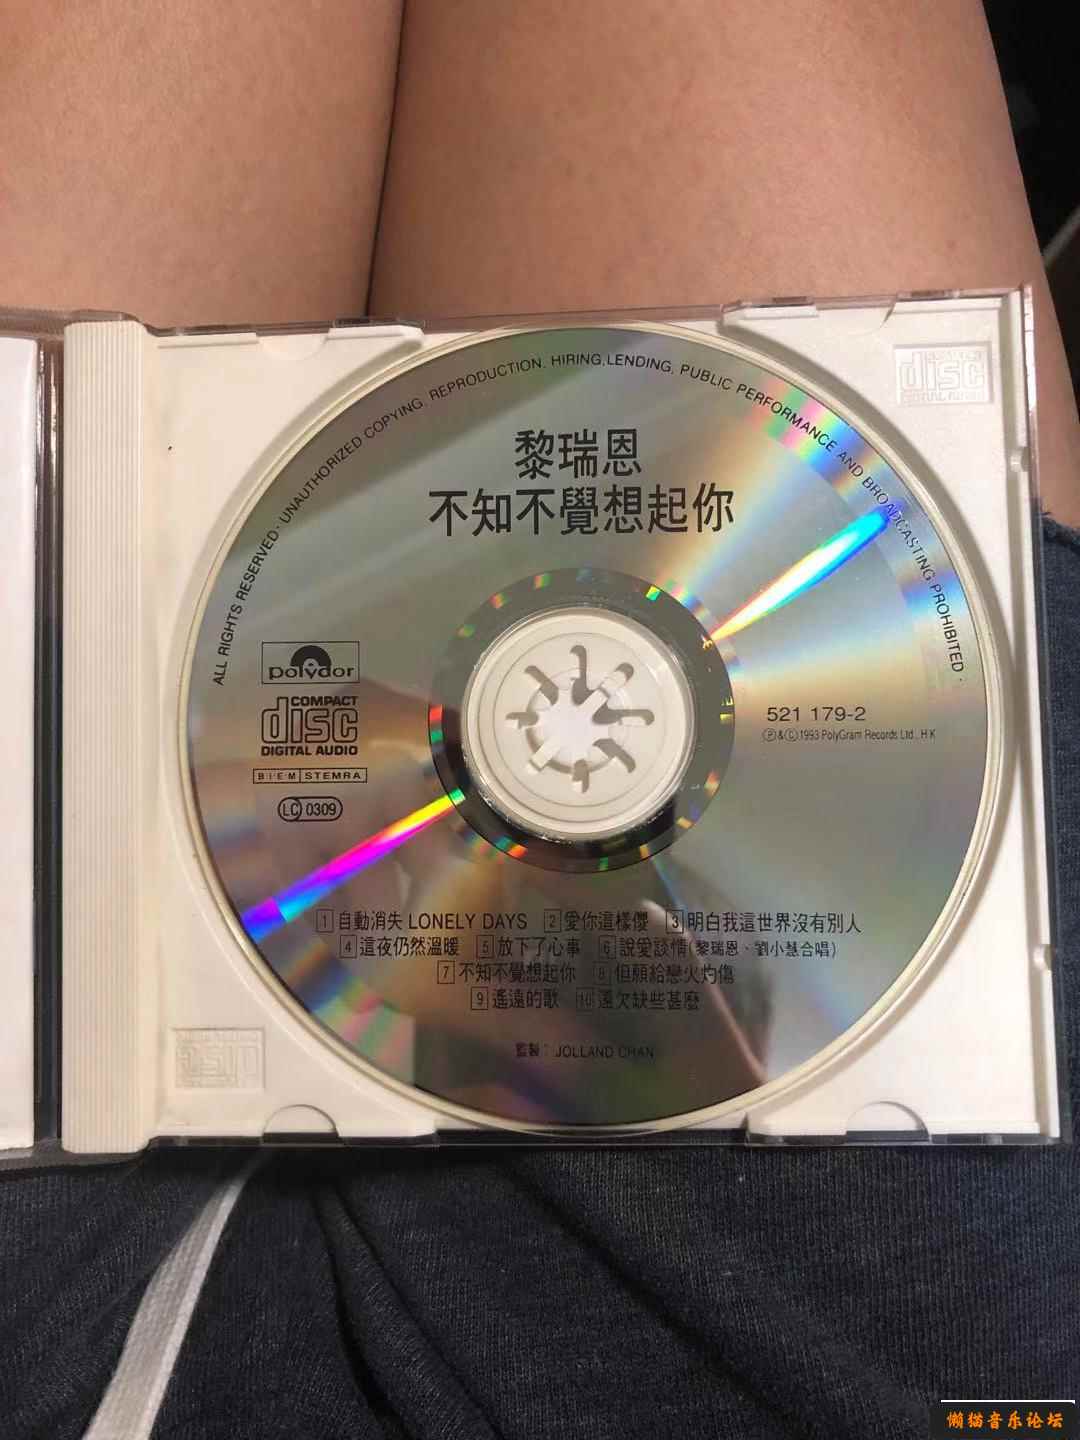 ALL RIGHTS RESERVED · UNAUTHORIZED COPYING, REPRODUCTION, HIRING, LENDING, PUBLIC PERFORMANCE AND BROADCASTING PROHIBITED ·
黎瑞恩
不知不覺想起你
polydor
COMPACT
disc
DIGITAL AUDIO
BIEM STEMRA
LC 0309
521 179-2
Ⓟ&Ⓒ1993 PolyGram Records Ltd., H K
1 自動消失 LONELY DAYS 2 愛你這樣傻 3 明白我這世界沒有別人
4 這夜仍然溫暖 5 放下了心事 6 說愛談情(黎瑞恩、劉小慧合唱)
7 不知不覺想起你 8 但願給戀火灼傷
9 遙遠的歌 10 還欠缺些甚麼
監製：JOLLAND CHAN
disc
懒猫音乐论坛